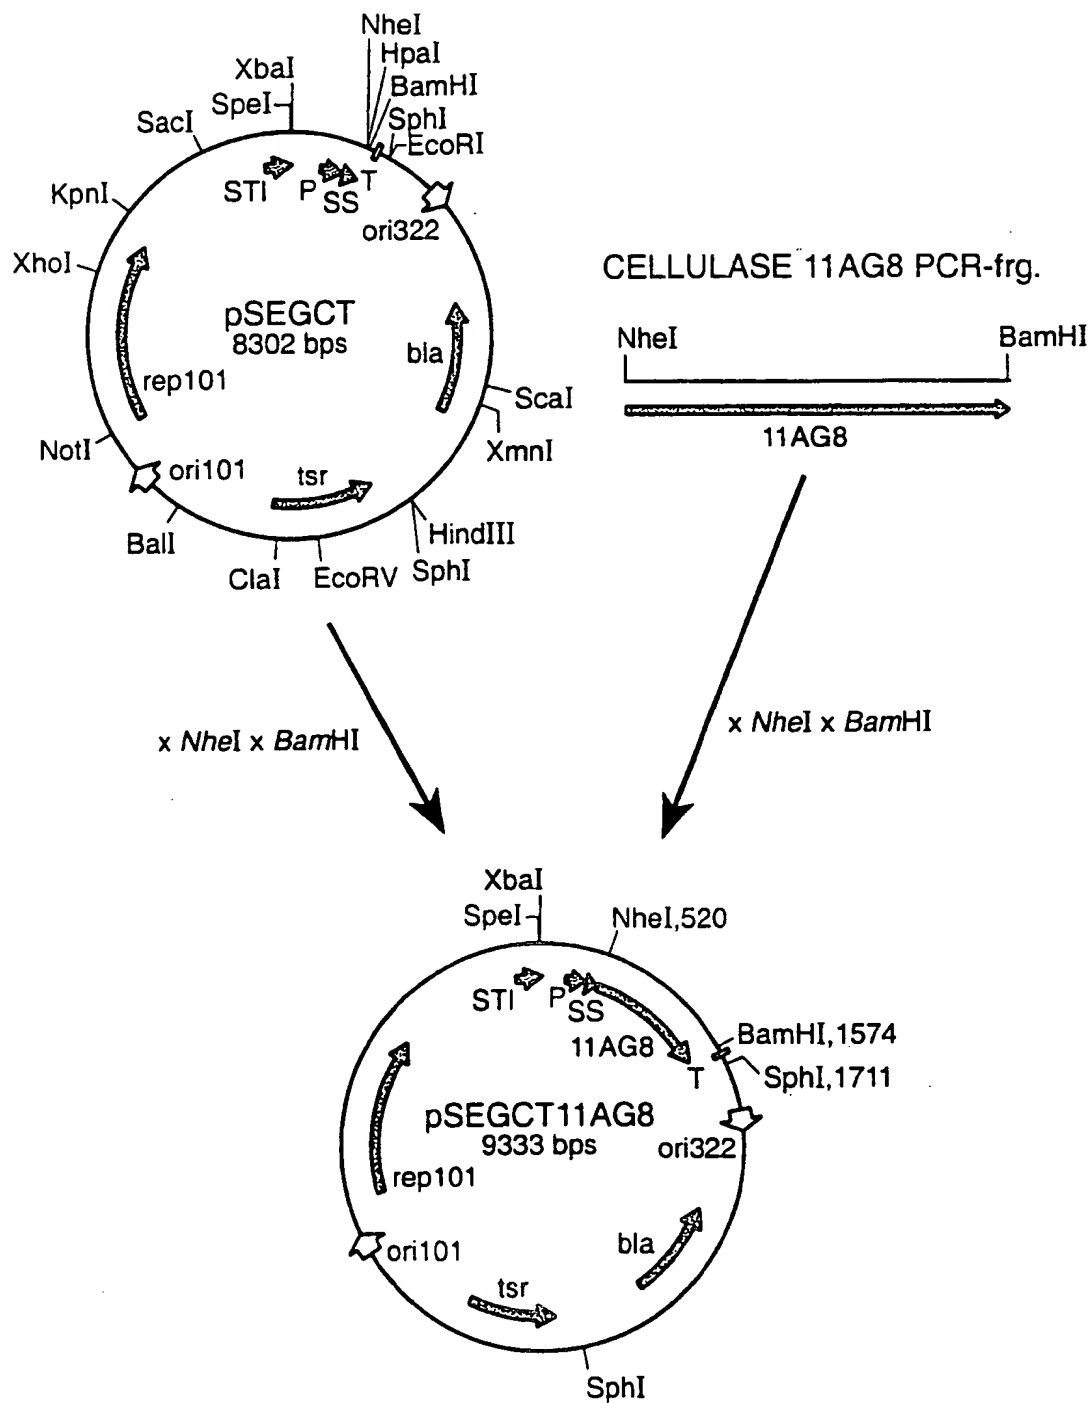 NheI
HpaI
XbaI
BamHI
SpeI
SphI
SacI
EcoRI
KpnI
STI
P
SS
T
ori322
XhoI
CELLULASE 11AG8 PCR-frg.
pSEGCT
8302 bps
NheI
BamHI
bla
rep101
ScaI
11AG8
NotI
XmnI
ori101
tsr
BalI
HindIII
ClaI
EcoRV
SphI
x NheI x BamHI
x NheI x BamHI
XbaI
SpeI
NheI,520
STI
P
SS
11AG8
BamHI,1574
T
SphI,1711
pSEGCT11AG8
9333 bps
ori322
rep101
bla
ori101
tsr
SphI